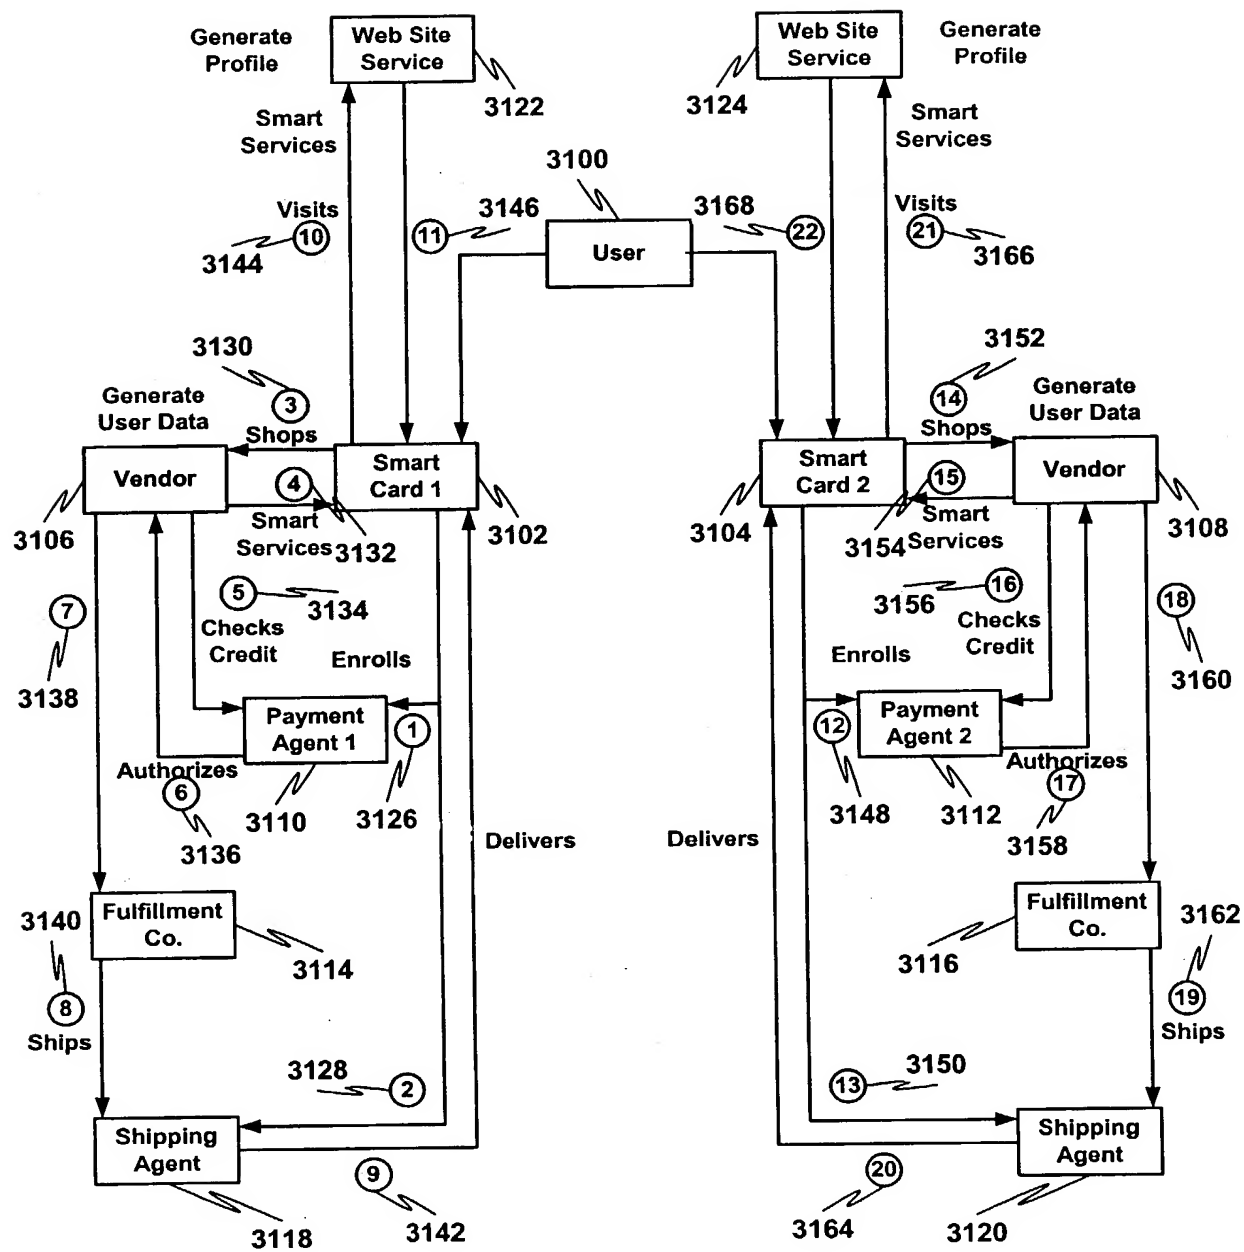 Generate
Profile
Web Site
Service
3122
Smart
Services
Web Site
Service
3124
Generate
Profile
Smart
Services
3100
User
Visits
10
3144
11
3146
3168
22
Visits
21
3166
3130
3
Generate
User Data
Shops
Vendor
3106
4
Smart
Services
3132
Smart
Card 1
3102
3152
14
Generate
User Data
Shops
Smart
Card 2
3104
15
3154
Smart
Services
Vendor
3108
5
3134
Checks
Credit
7
3138
Enrolls
Payment
Agent 1
1
3126
3110
Authorizes
6
3136
3156
16
Checks
Credit
18
3160
Enrolls
Payment
Agent 2
12
3148
3112
Authorizes
17
3158
Delivers
Delivers
3140
Fulfillment
Co.
3114
8
Ships
Fulfillment
Co.
3116
3162
19
Ships
3128
2
3150
13
Shipping
Agent
9
3118
3142
Shipping
Agent
20
3164
3120